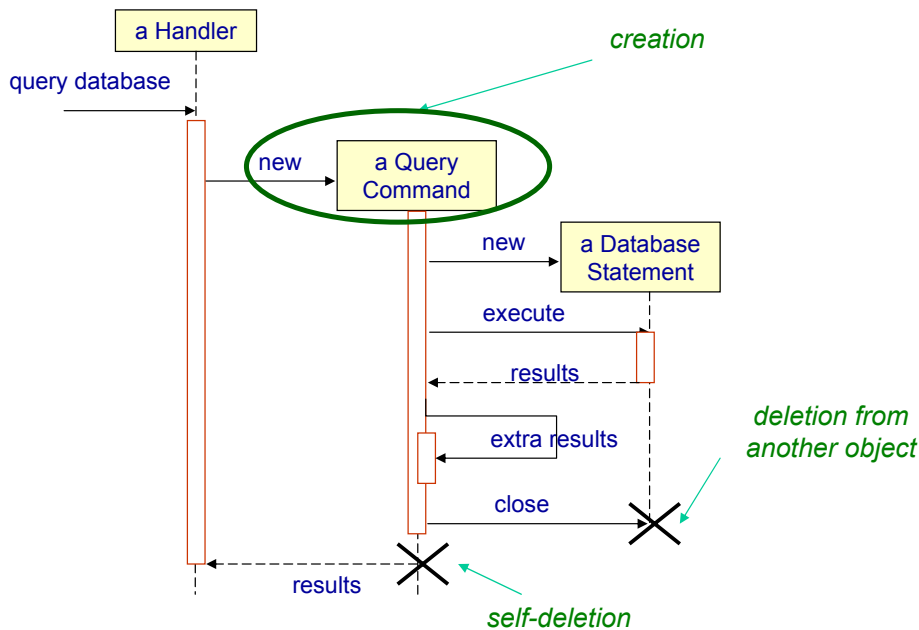 a Handler
creation
query database
new
a Query
Command
new
a Database
Statement
execute
results
extra results
deletion from
another object
close
results
self-deletion